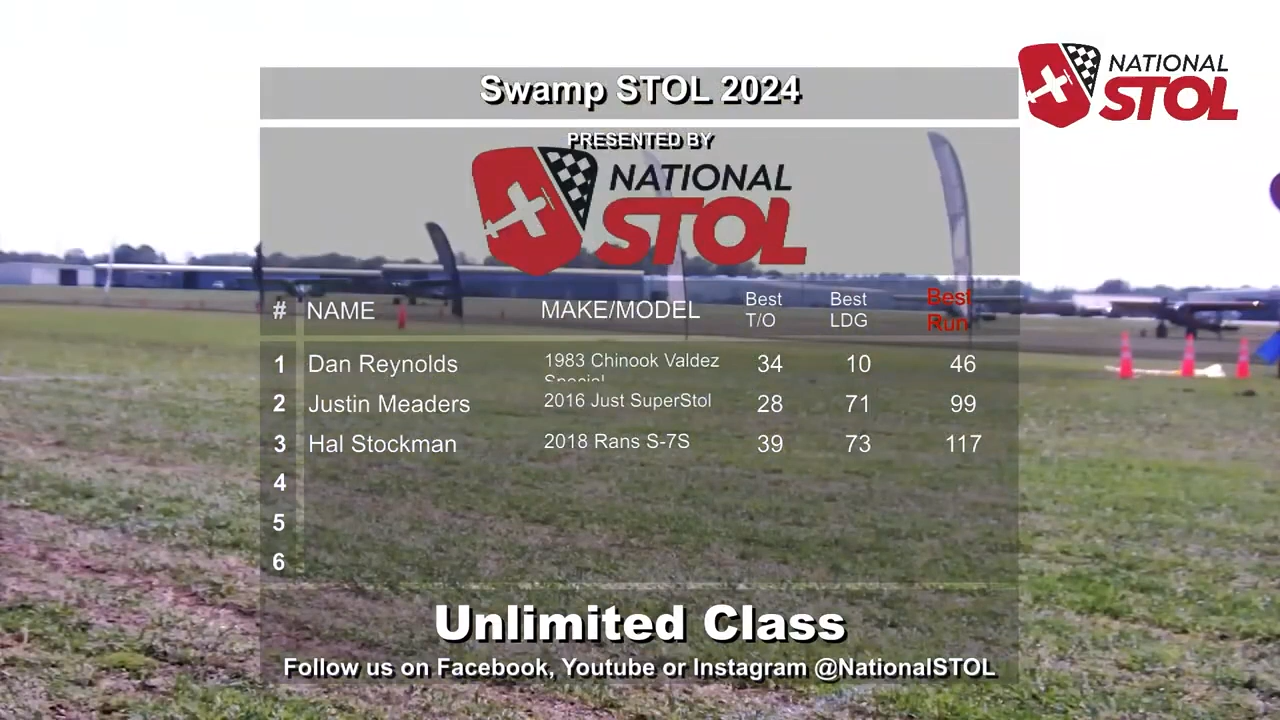 NATIONAL
STOL
Swamp STOL 2024
PRESENTED BY
NATIONAL
STOL
# NAME MAKE/MODEL Best T/O Best LDG Best Run
1 Dan Reynolds 1983 Chinook Valdez Special 34 10 46
2 Justin Meaders 2016 Just SuperStol 28 71 99
3 Hal Stockman 2018 Rans S-7S 39 73 117
4
5
6
Unlimited Class
Follow us on Facebook, Youtube or Instagram @NationalSTOL